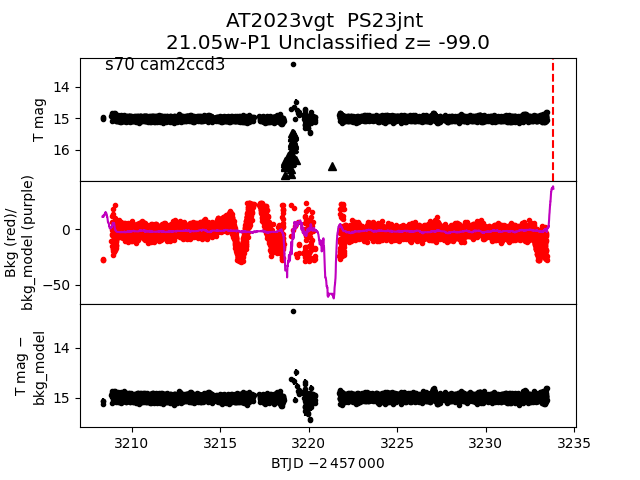 AT2023vgt  PS23jnt
21.05w-P1 Unclassified z= -99.0
s70 cam2ccd3
14
15
16
T mag
0
−50
Bkg (red)/
bkg_model (purple)
14
15
T mag −
bkg_model
3210
3215
3220
3225
3230
3235
BTJD −2 457 000